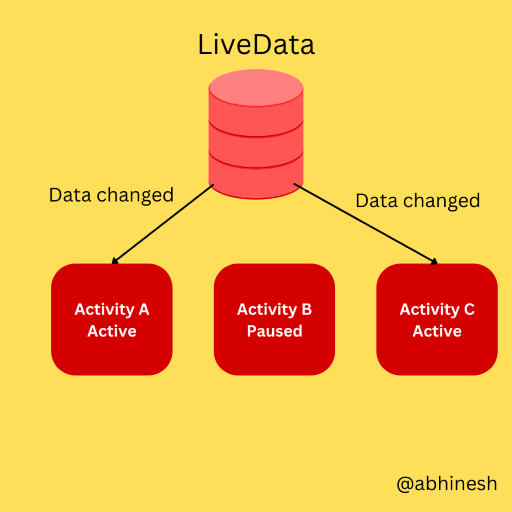 LiveData
Data changed
Data changed
Activity A
Active
Activity B
Paused
Activity C
Active
@abhinesh